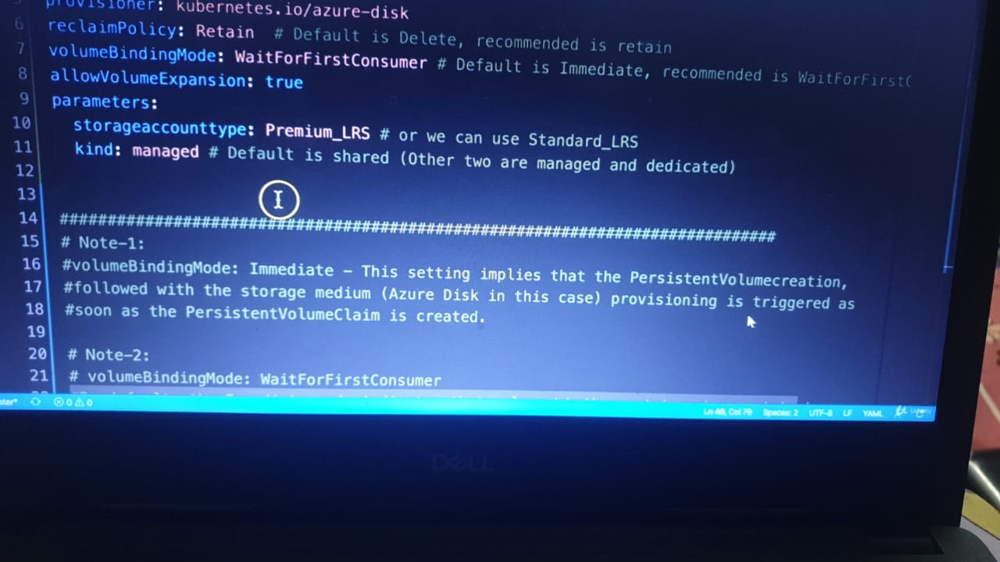 provisioner: kubernetes.io/azure-disk
6 reclaimPolicy: Retain # Default is Delete, recommended is retain
7 volumeBindingMode: WaitForFirstConsumer # Default is Immediate, recommended is WaitForFirstC
8 allowVolumeExpansion: true
9 parameters:
10 storageaccounttype: Premium_LRS # or we can use Standard_LRS
11 kind: managed # Default is shared (Other two are managed and dedicated)
12
13
14 ###########################################################################
15 # Note-1:
16 #volumeBindingMode: Immediate - This setting implies that the PersistentVolumecreation,
17 #followed with the storage medium (Azure Disk in this case) provisioning is triggered as
18 #soon as the PersistentVolumeClaim is created.
19
20 # Note-2:
21 # volumeBindingMode: WaitForFirstConsumer
ster* 0 0 Ln 48, Col 79 Spaces: 2 UTF-8 LF YAML
DELL